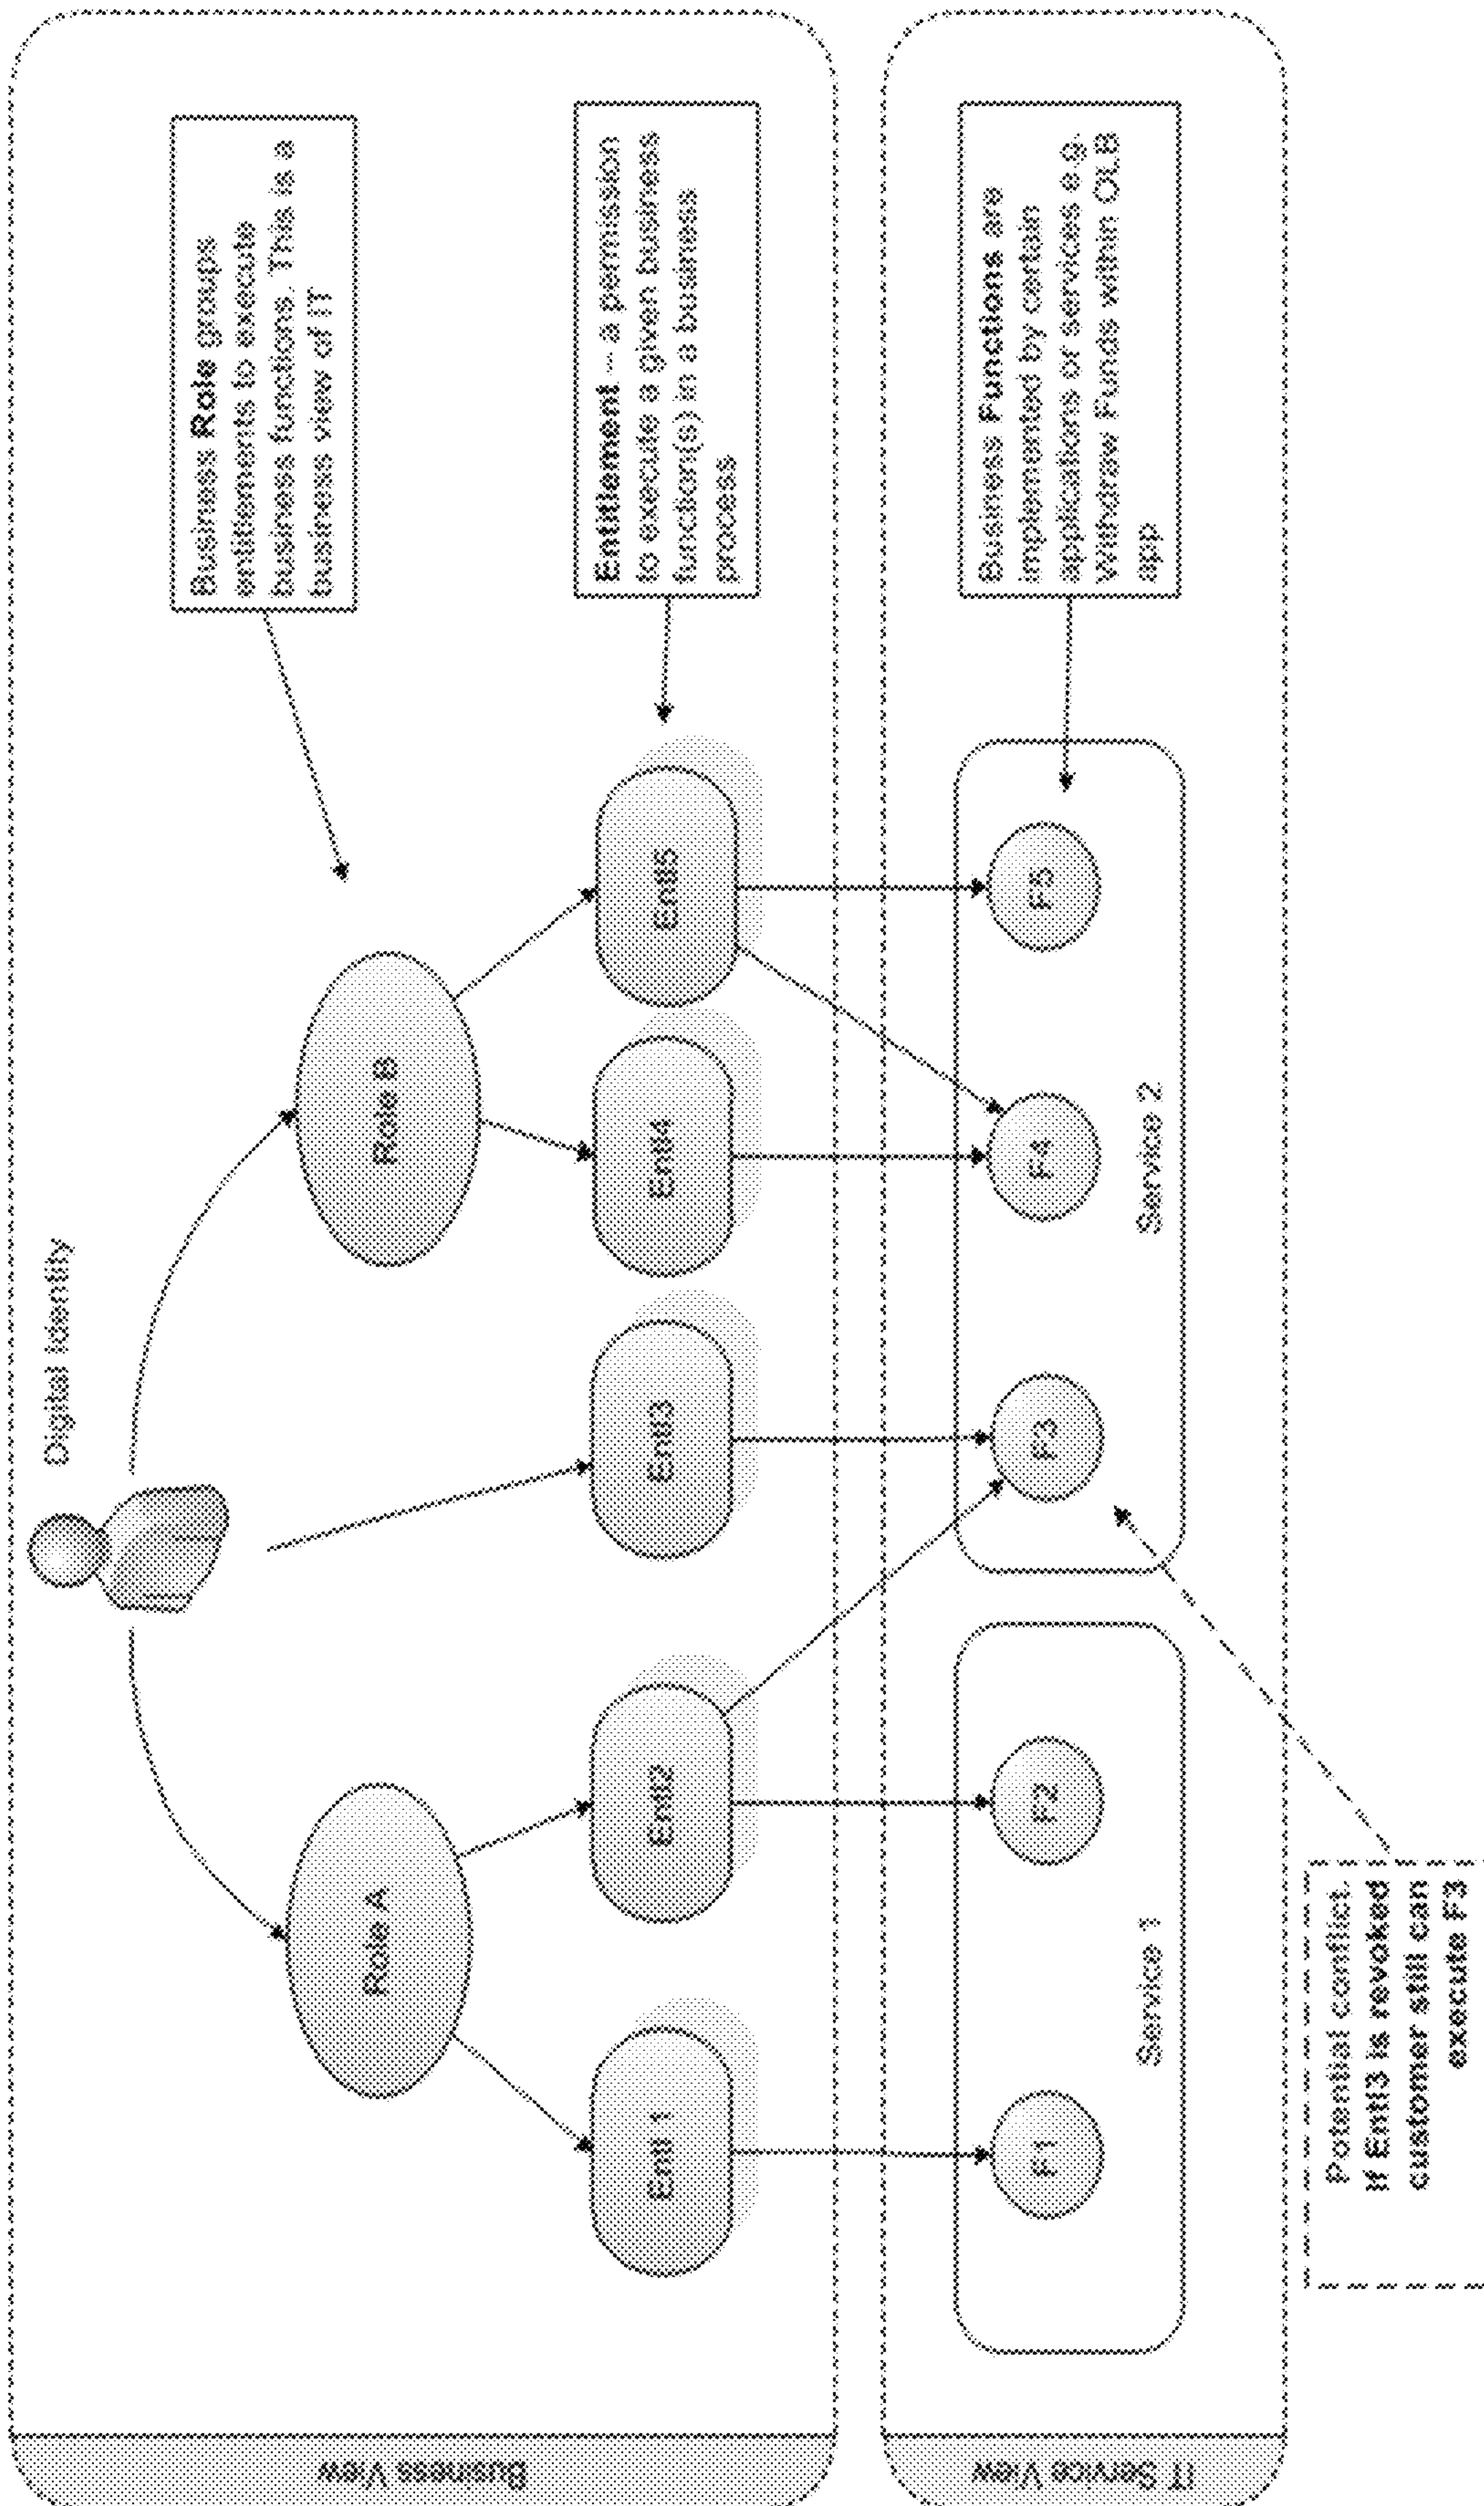 Digital Identity
Business Role groups
entitlements to execute
business functions. This is a
business view of IT
Role A
Role B
Entitlement -- a permission
to execute a given business
function(s) in a business
process
Entl 1
Entl2
Entl3
Entl4
Entl5
Business View
Business Functions are
implemented by certain
applications or services e.g.
Withdraw Funds within OLB
app
F1
F2
F3
F4
F5
Service 1
Service 2
IT Service View
Potential conflict.
If Entl3 is revoked
customer still can
execute F3